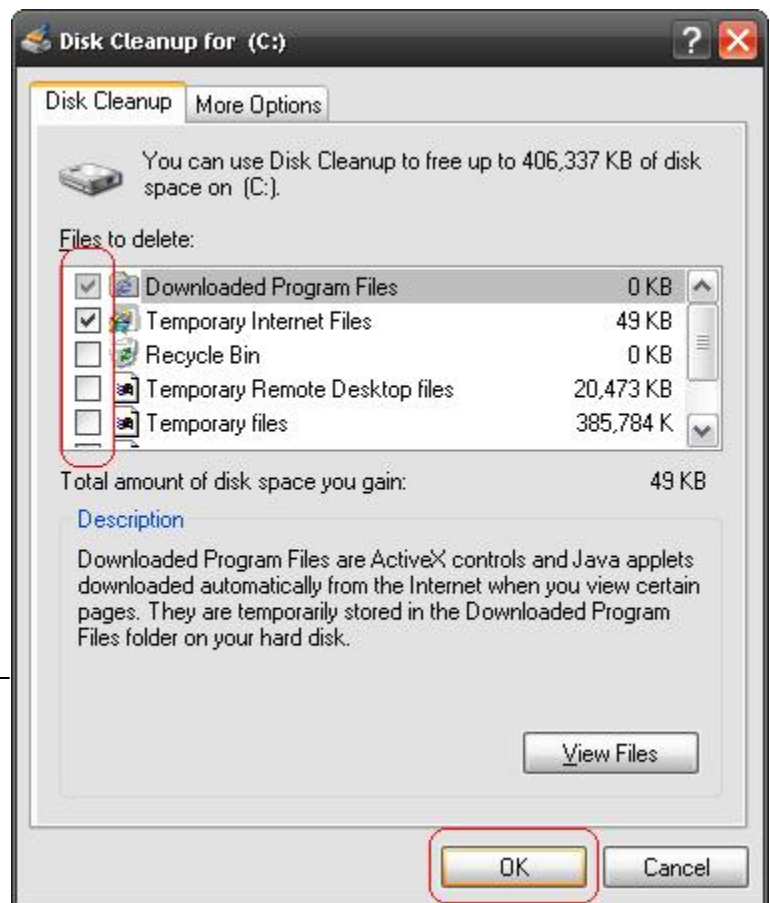 Disk Cleanup for (C:)
Disk Cleanup
More Options
You can use Disk Cleanup to free up to 406,337 KB of disk
space on (C:).
Files to delete:
Downloaded Program Files 0 KB
Temporary Internet Files 49 KB
Recycle Bin 0 KB
Temporary Remote Desktop files 20,473 KB
Temporary files 385,784 K
Total amount of disk space you gain: 49 KB
Description
Downloaded Program Files are ActiveX controls and Java applets
downloaded automatically from the Internet when you view certain
pages. They are temporarily stored in the Downloaded Program
Files folder on your hard disk.
View Files
OK
Cancel